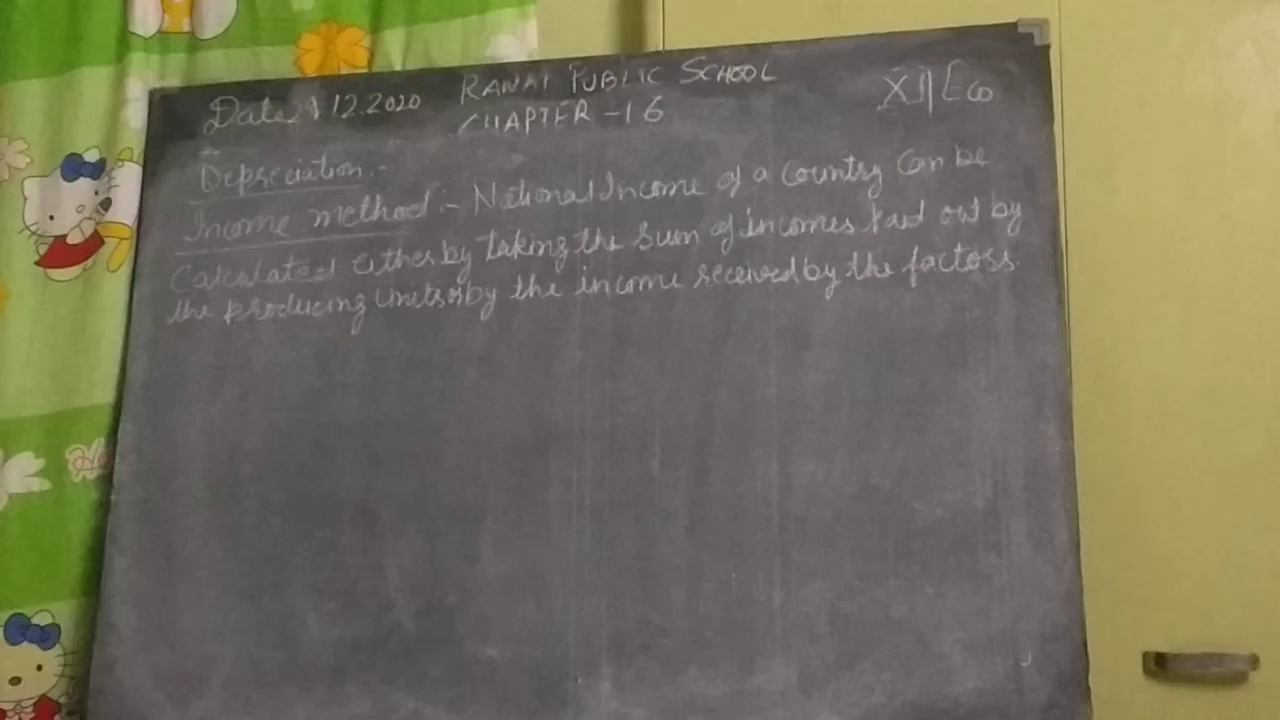 RAWAT PUBLIC SCHOOL
Date 12.2020 CHAPTER -16 XII Eco
Depreciation :-
Income method :- National Income of a country can be
Calculated either by taking the sum of incomes paid out by
the producing units or by the income received by the factors.